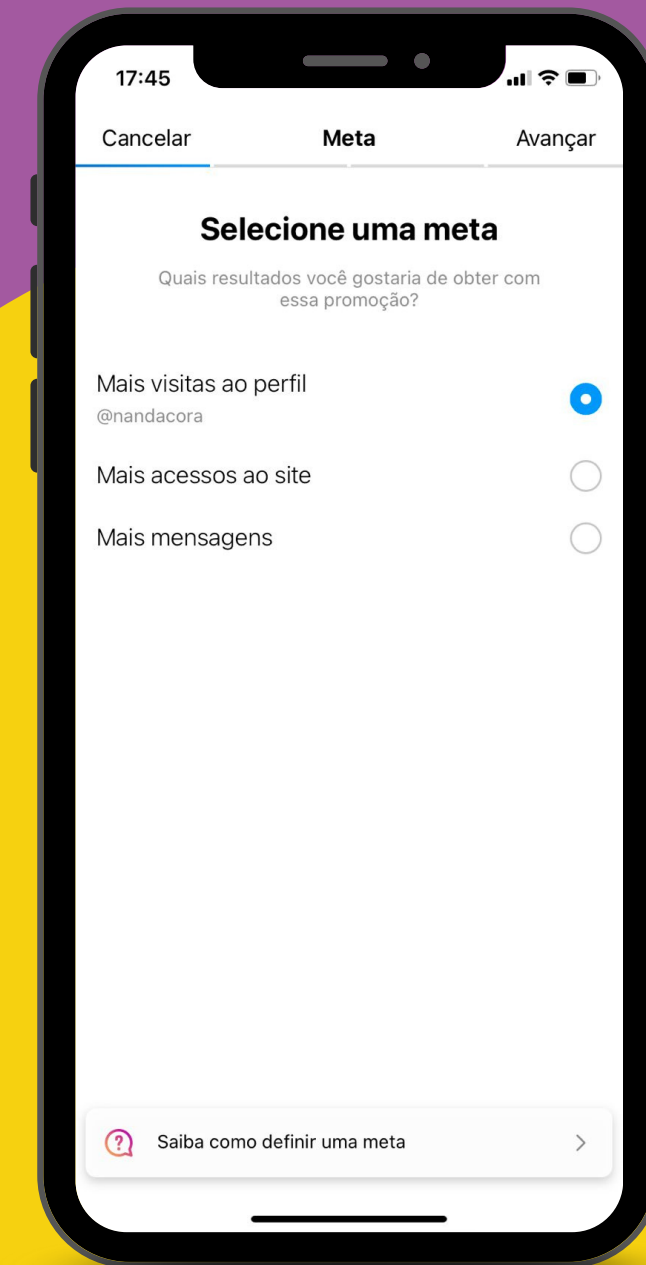 17:45
Cancelar Meta Avançar
Selecione uma meta
Quais resultados você gostaria de obter com
essa promoção?
Mais visitas ao perfil
@nandacora
Mais acessos ao site
Mais mensagens
Saiba como definir uma meta